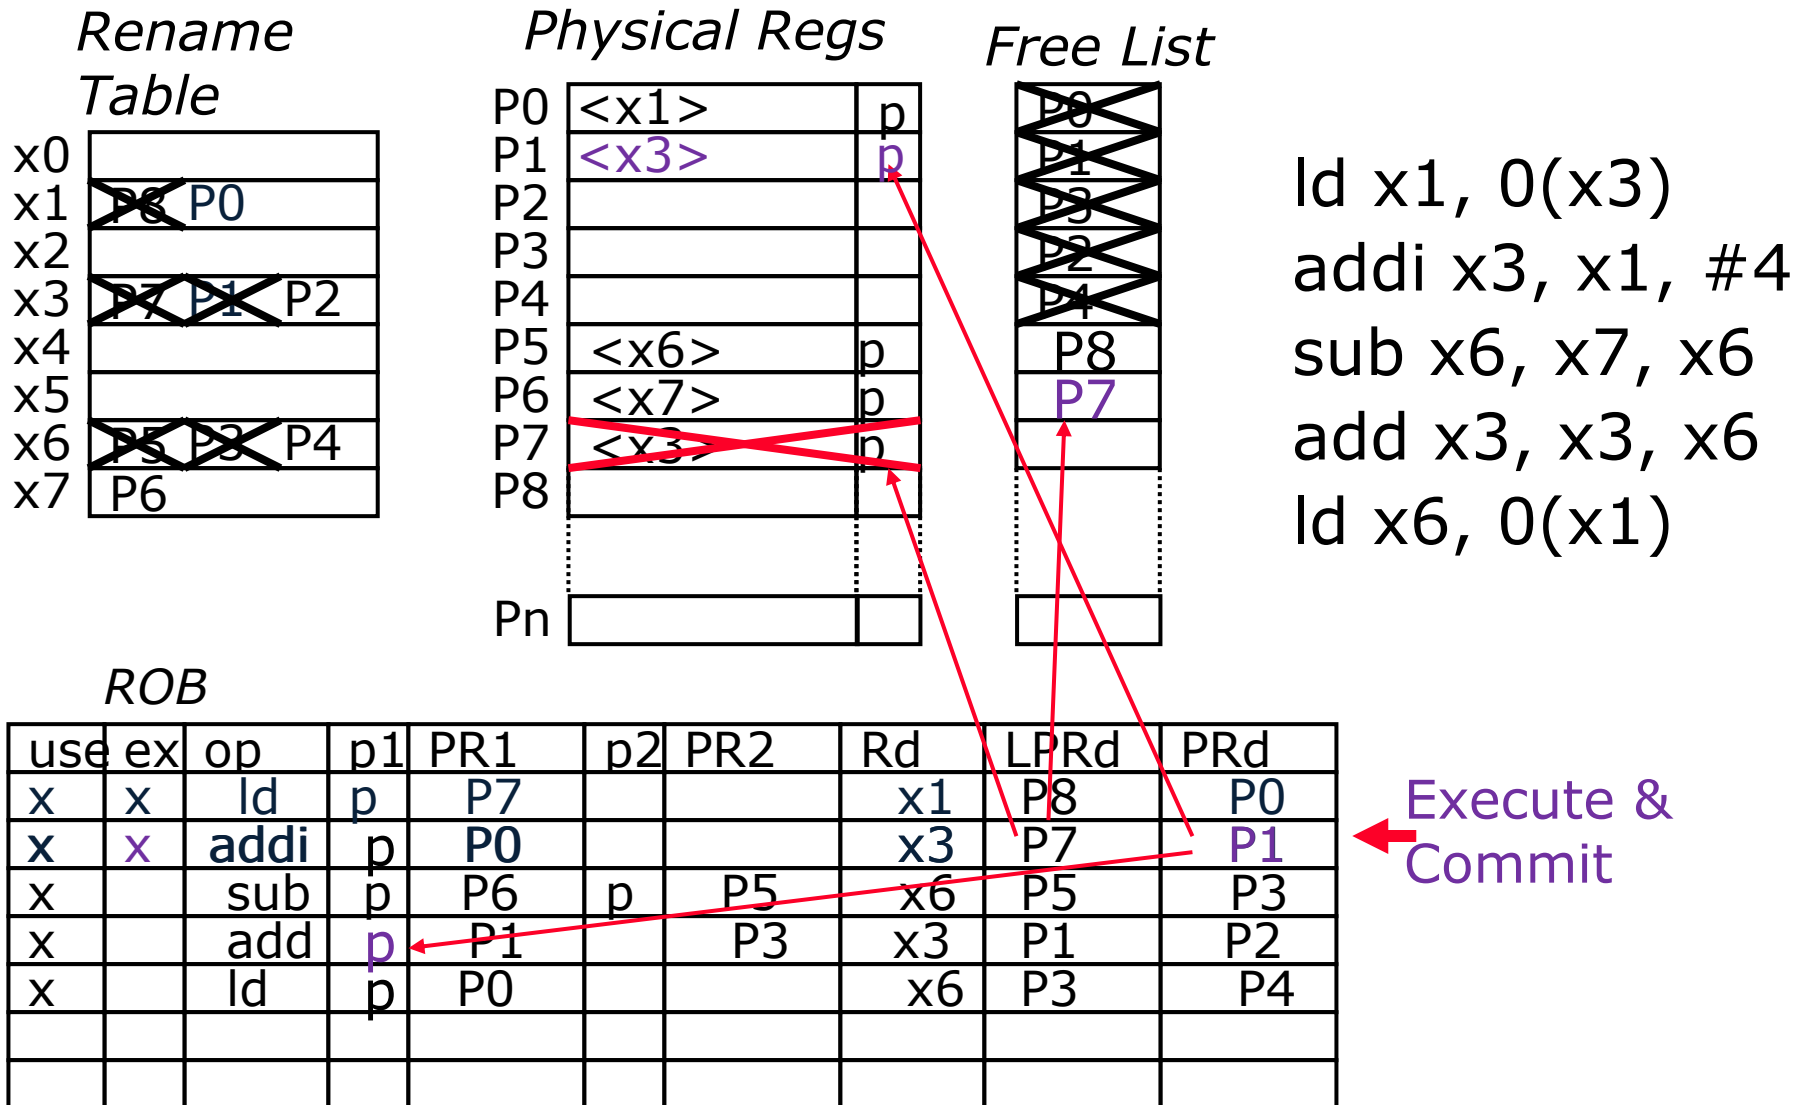 Rename
Table
x0
x1 P8 P0
x2
x3 P7 P1 P2
x4
x5
x6 P5 P3 P4
x7 P6
Physical Regs
P0 <x1> p
P1 <x3> p
P2
P3
P4
P5 <x6> p
P6 <x7> p
P7 <x3> p
P8
Pn
Free List
P0
P1
P3
P2
P4
P8
P7
ld x1, 0(x3)
addi x3, x1, #4
sub x6, x7, x6
add x3, x3, x6
ld x6, 0(x1)
ROB
use ex op p1 PR1 p2 PR2 Rd LPRd PRd
x x ld p P7 x1 P8 P0
x x addi p P0 x3 P7 P1
x sub p P6 p P5 x6 P5 P3
x add p P1 P3 x3 P1 P2
x ld p P0 x6 P3 P4
Execute &
Commit